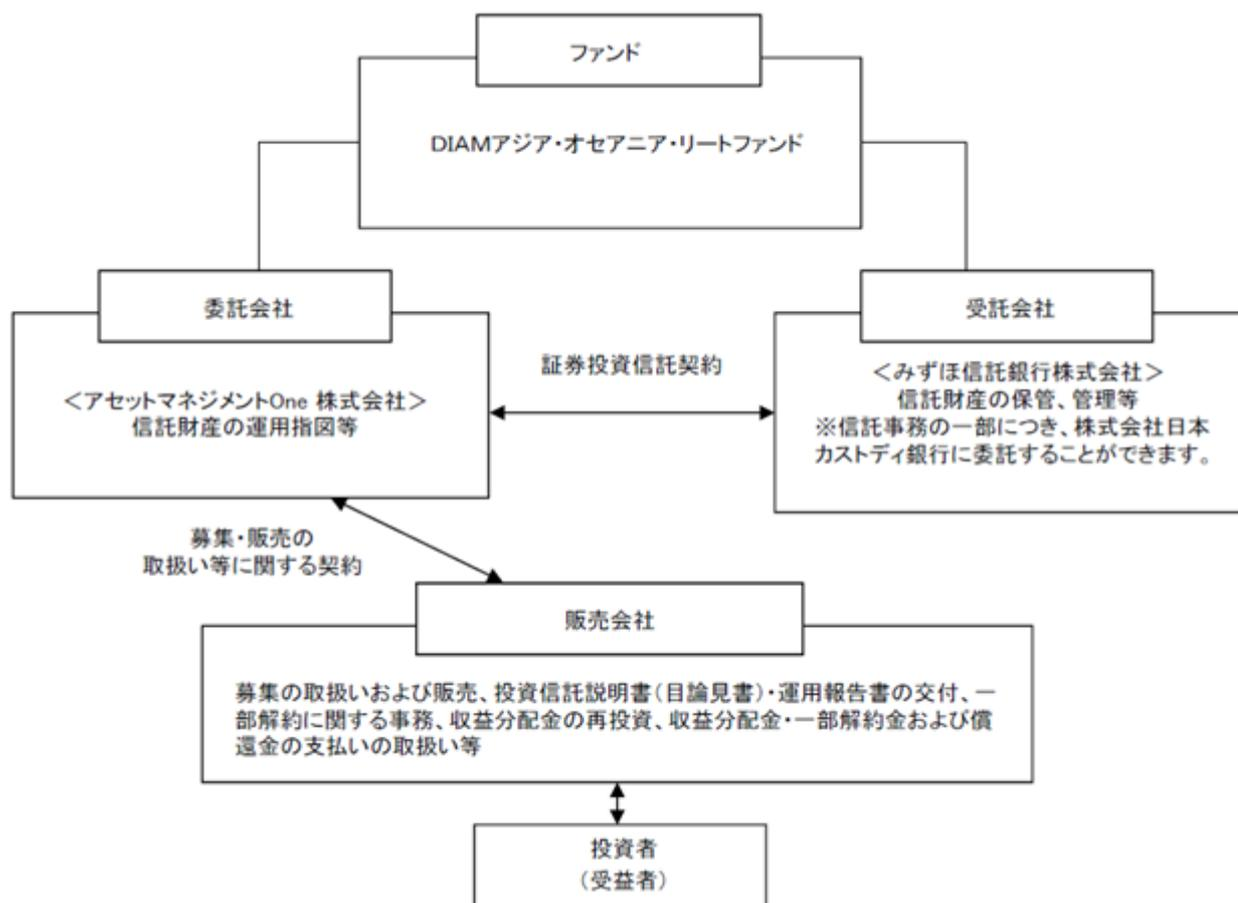 ファンド
DIAMアジア・オセアニア・リートファンド
委託会社
<アセットマネジメントOne 株式会社>
信託財産の運用指図等
証券投資信託契約
受託会社
<みずほ信託銀行株式会社>
信託財産の保管、管理等
※信託事務の一部につき、株式会社日本
カストディ銀行に委託することができます。
募集・販売の
取扱い等に関する契約
販売会社
募集の取扱いおよび販売、投資信託説明書(目論見書)・運用報告書の交付、一
部解約に関する事務、収益分配金の再投資、収益分配金・一部解約金および償
還金の支払いの取扱い等
投資者
(受益者)